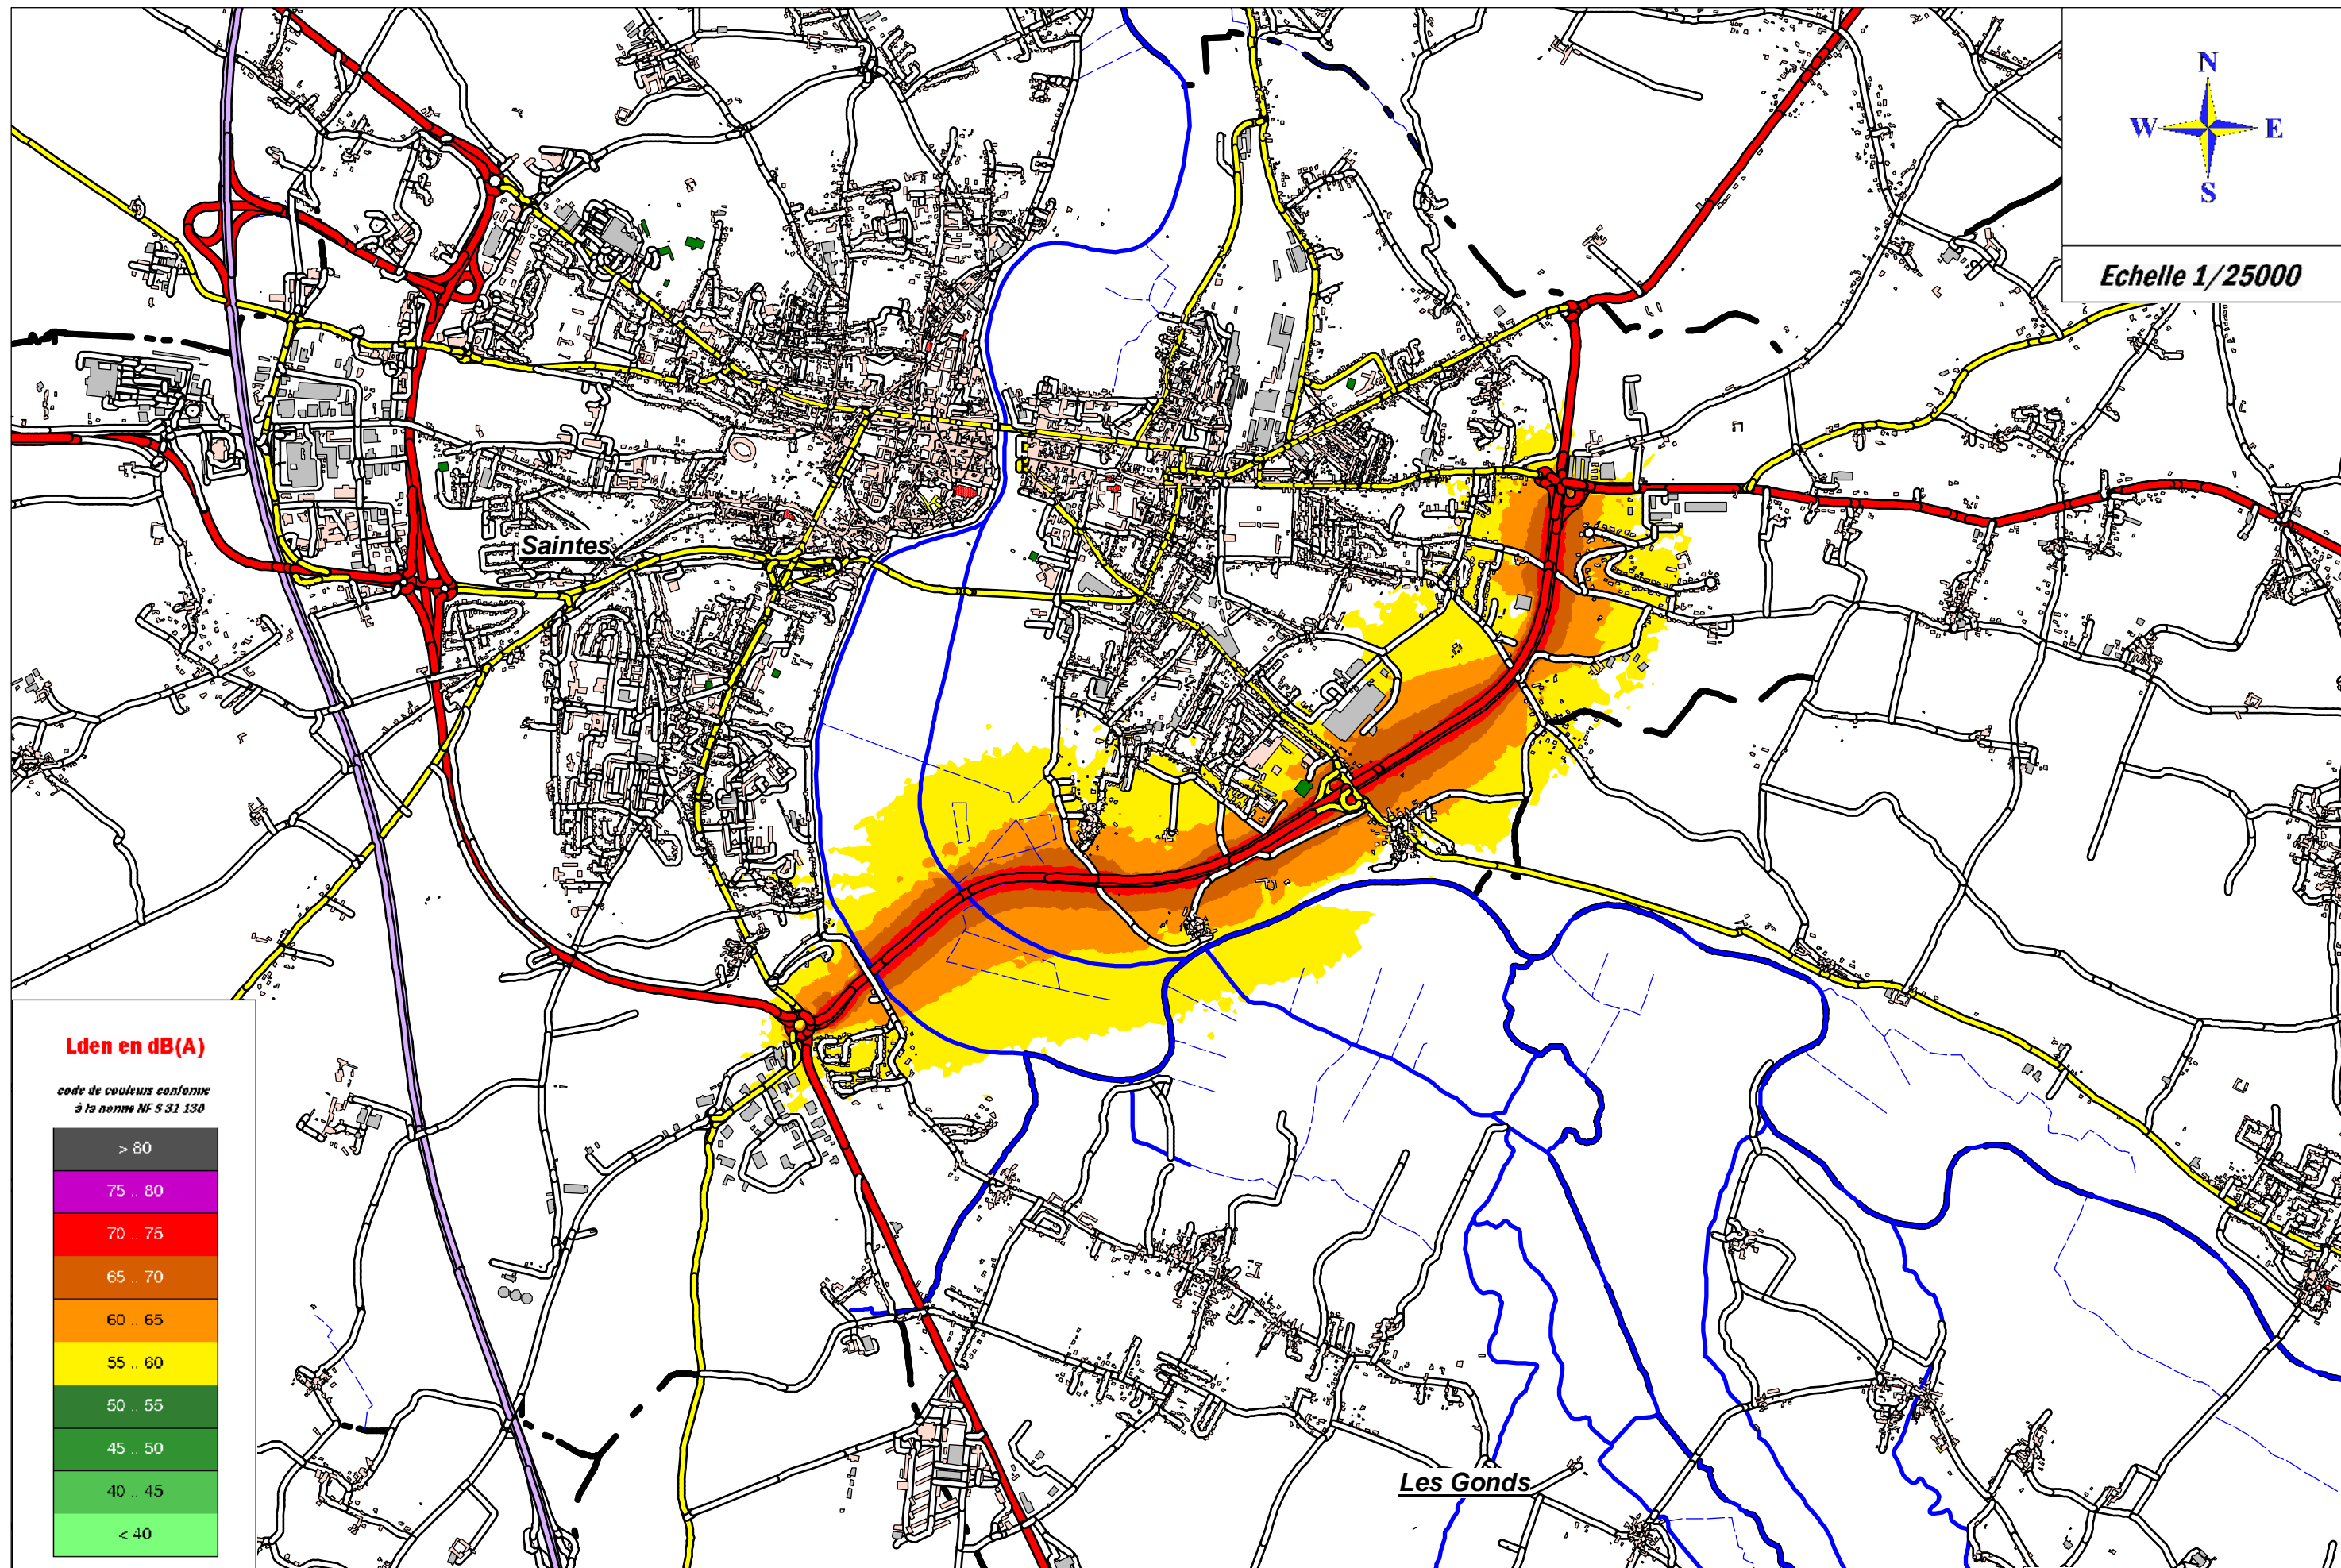 N
W E
S
Echelle 1/25000
Saintes
Lden en dB(A)
code de couleurs conforme
à la norme NF S 31 130
> 80
75 .. 80
70 .. 75
65 .. 70
60 .. 65
55 .. 60
50 .. 55
45 .. 50
40 .. 45
< 40
Les Gonds